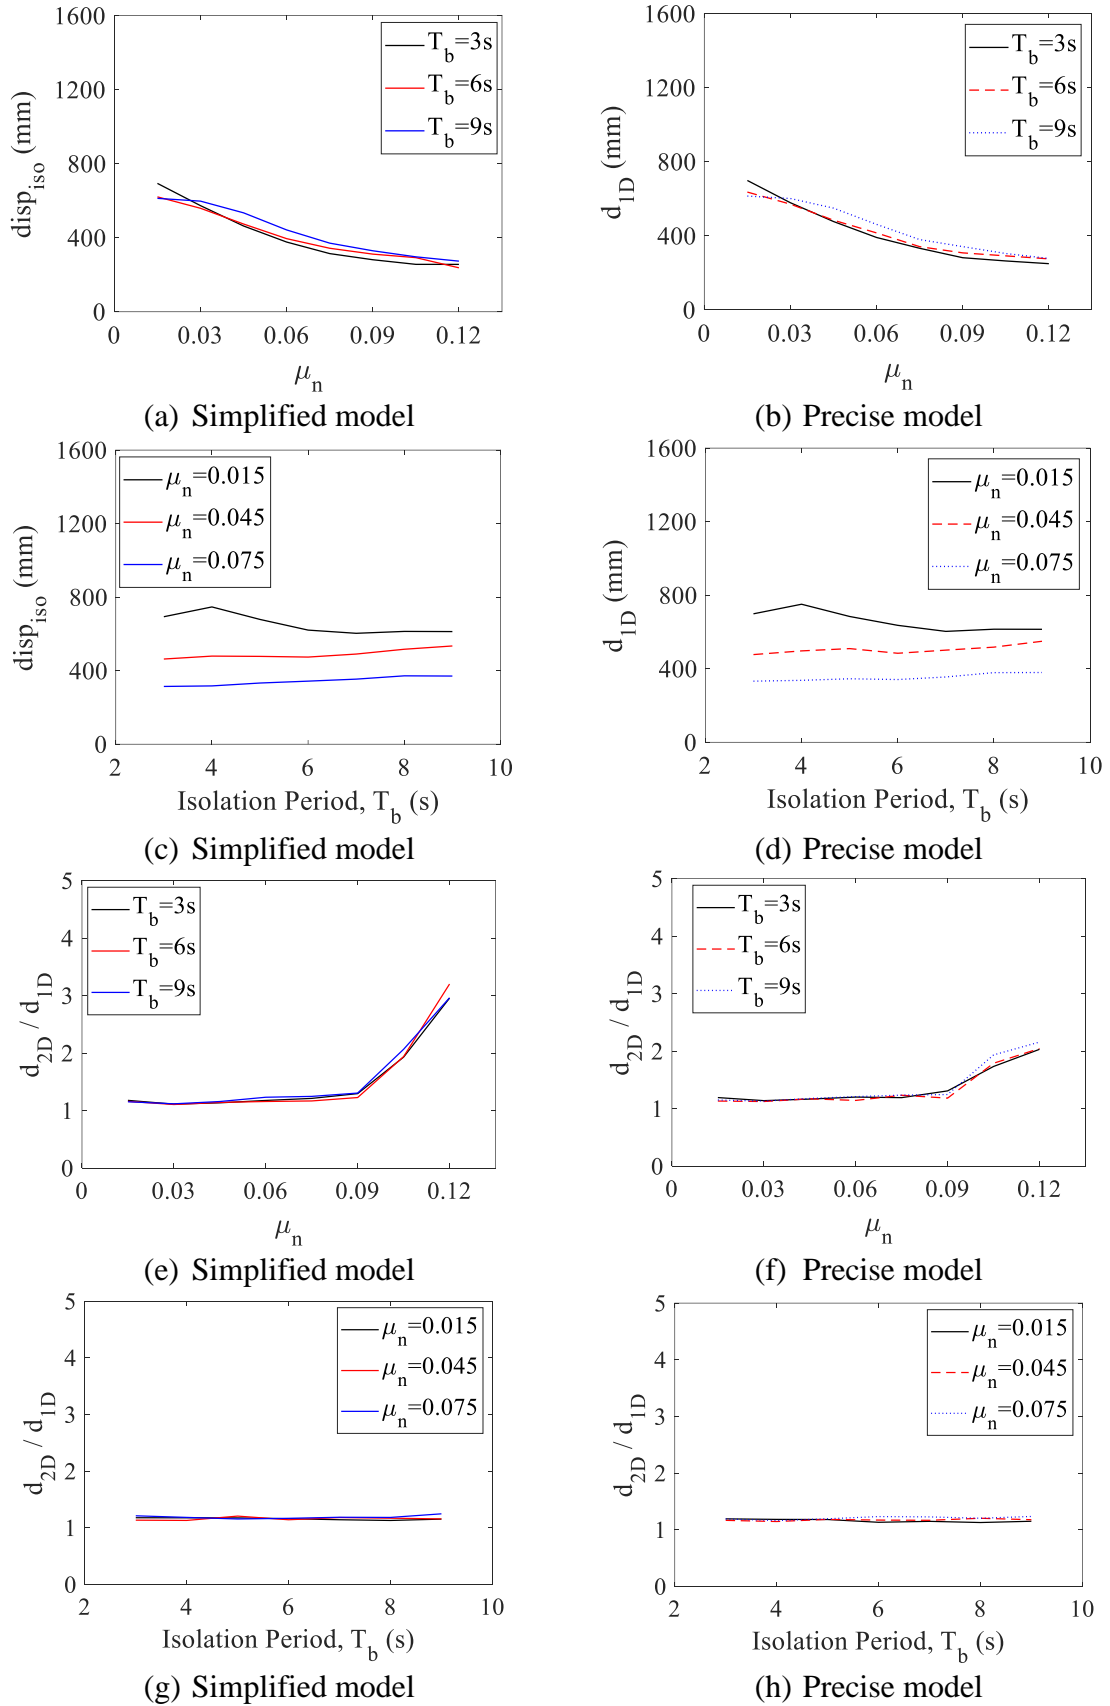 1600
1200
800
400
0
disp_iso (mm)
T_b=3s
T_b=6s
T_b=9s
0 0.03 0.06 0.09 0.12
μ_n
(a) Simplified model
1600
1200
800
400
0
d_1D (mm)
T_b=3s
T_b=6s
T_b=9s
0 0.03 0.06 0.09 0.12
μ_n
(b) Precise model
1600
1200
800
400
0
disp_iso (mm)
μ_n=0.015
μ_n=0.045
μ_n=0.075
2 4 6 8 10
Isolation Period, T_b (s)
(c) Simplified model
1600
1200
800
400
0
d_1D (mm)
μ_n=0.015
μ_n=0.045
μ_n=0.075
2 4 6 8 10
Isolation Period, T_b (s)
(d) Precise model
5
4
3
2
1
0
d_2D / d_1D
T_b=3s
T_b=6s
T_b=9s
0 0.03 0.06 0.09 0.12
μ_n
(e) Simplified model
5
4
3
2
1
0
d_2D / d_1D
T_b=3s
T_b=6s
T_b=9s
0 0.03 0.06 0.09 0.12
μ_n
(f) Precise model
5
4
3
2
1
0
d_2D / d_1D
μ_n=0.015
μ_n=0.045
μ_n=0.075
2 4 6 8 10
Isolation Period, T_b (s)
(g) Simplified model
5
4
3
2
1
0
d_2D / d_1D
μ_n=0.015
μ_n=0.045
μ_n=0.075
2 4 6 8 10
Isolation Period, T_b (s)
(h) Precise model